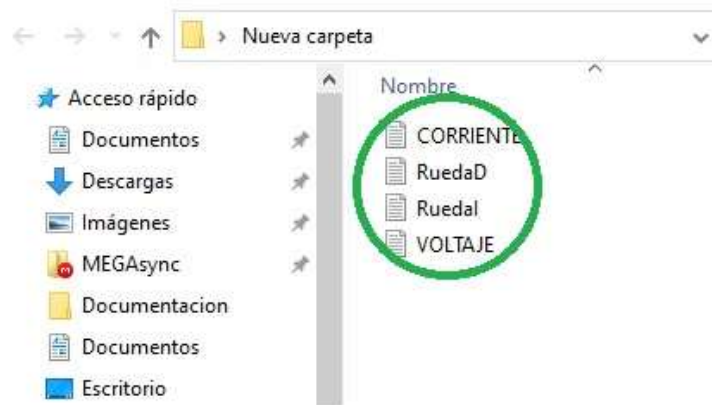 Nueva carpeta
Acceso rápido
Documentos
Descargas
Imágenes
MEGAsync
Documentacion
Documentos
Escritorio
Nombre
CORRIENTE
RuedaD
RuedaI
VOLTAJE